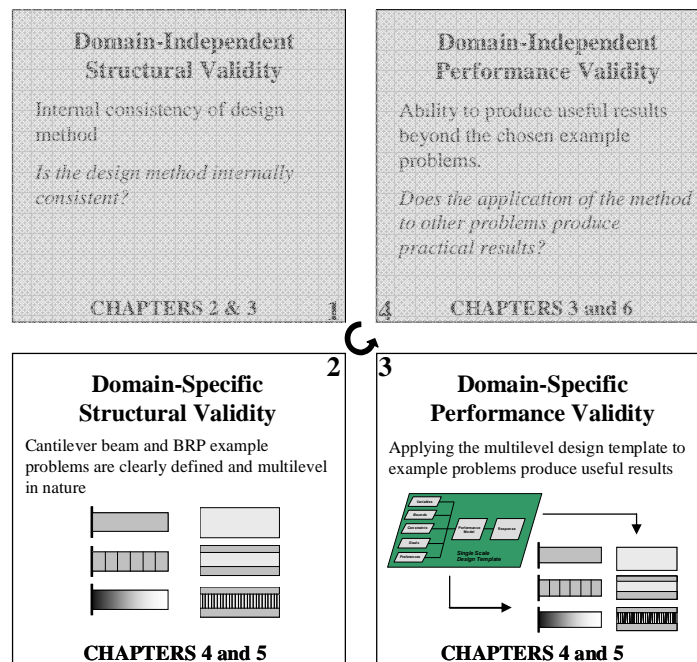 Domain-Independent
Structural Validity
Internal consistency of design
method
Is the design method internally
consistent?
CHAPTERS 2 & 3
Domain-Independent
Performance Validity
Ability to produce useful results
beyond the chosen example
problems.
Does the application of the method
to other problems produce
practical results?
4
CHAPTERS 3 and 6
2
Domain-Specific
Structural Validity
Cantilever beam and BRP example
problems are clearly defined and multilevel
in nature
CHAPTERS 4 and 5
3
Domain-Specific
Performance Validity
Applying the multilevel design template to
example problems produce useful results
Variables
Bounds
Constraints
Goals
Preferences
Performance
Model
Response
Single Scale
Design Template
CHAPTERS 4 and 5